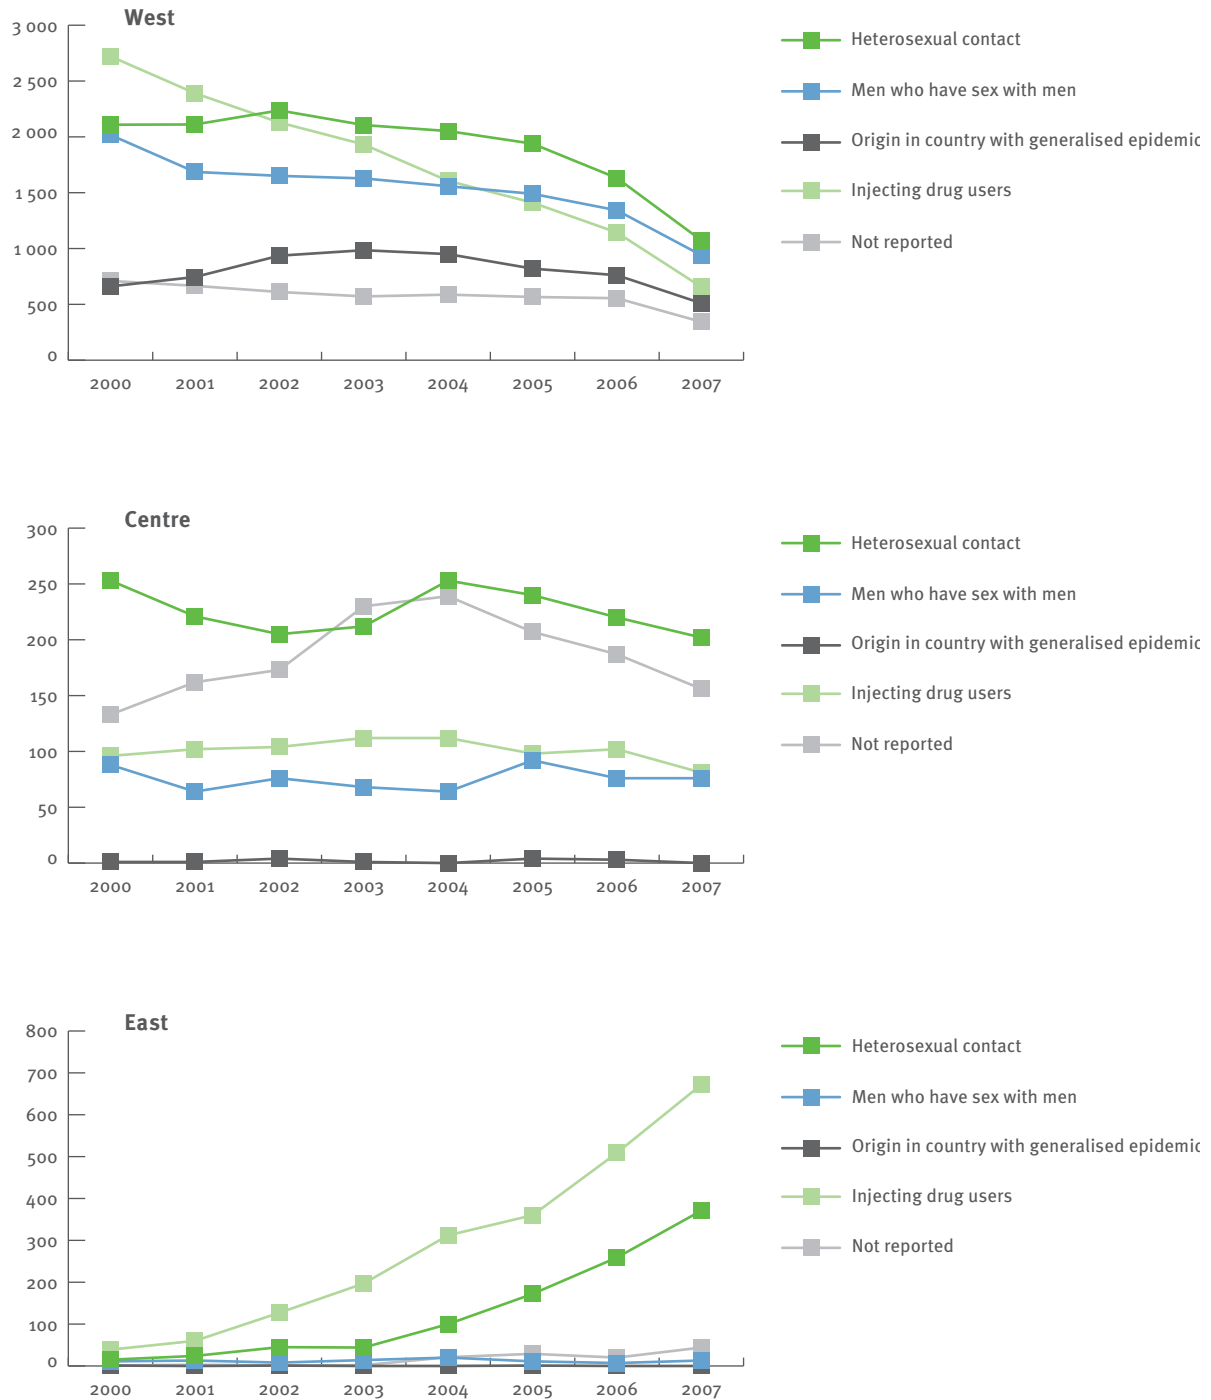 West
3 000
2 500
2 000
1 500
1 000
500
0
2000 2001 2002 2003 2004 2005 2006 2007
Heterosexual contact
Men who have sex with men
Origin in country with generalised epidemic
Injecting drug users
Not reported
Centre
300
250
200
150
100
50
0
2000 2001 2002 2003 2004 2005 2006 2007
Heterosexual contact
Men who have sex with men
Origin in country with generalised epidemic
Injecting drug users
Not reported
East
800
700
600
500
400
300
200
100
0
2000 2001 2002 2003 2004 2005 2006 2007
Heterosexual contact
Men who have sex with men
Origin in country with generalised epidemic
Injecting drug users
Not reported